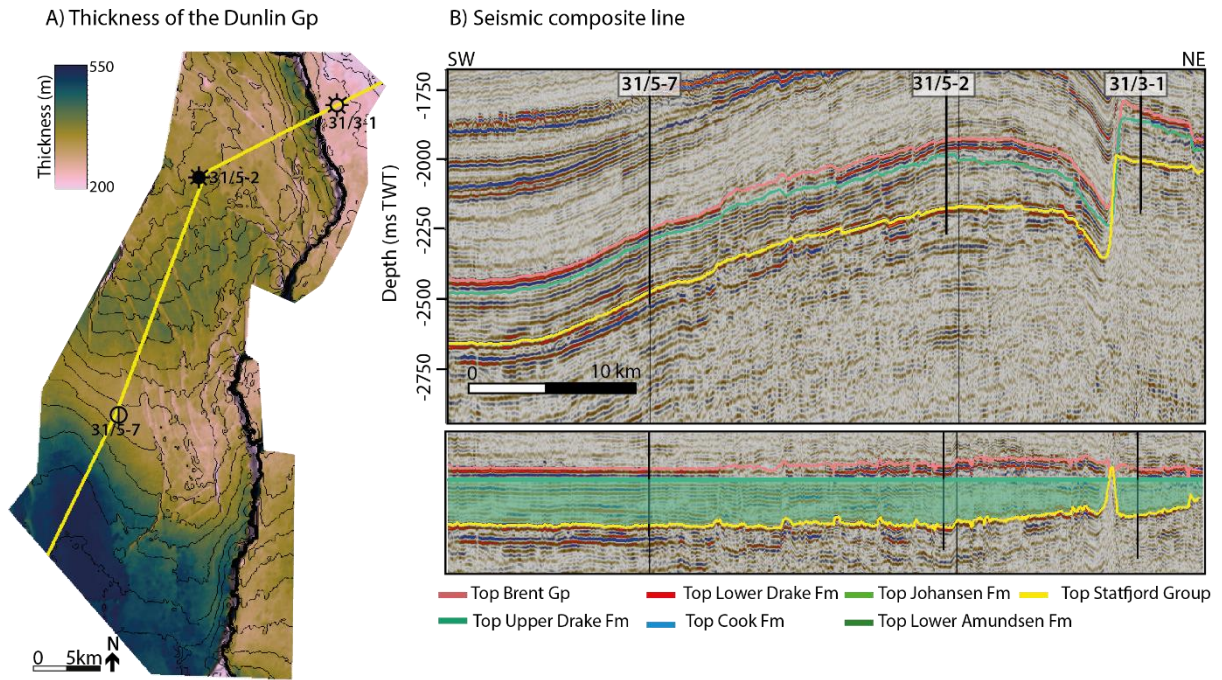 A) Thickness of the Dunlin Gp
B) Seismic composite line
Thickness (m)
550
200
31/3-1
31/5-2
31/5-7
0 5km
N
SW
NE
31/5-7
31/5-2
31/3-1
Depth (ms TWT)
-1750
-2000
-2250
-2500
-2750
0 10 km
Top Brent Gp
Top Lower Drake Fm
Top Johansen Fm
Top Statfjord Group
Top Upper Drake Fm
Top Cook Fm
Top Lower Amundsen Fm